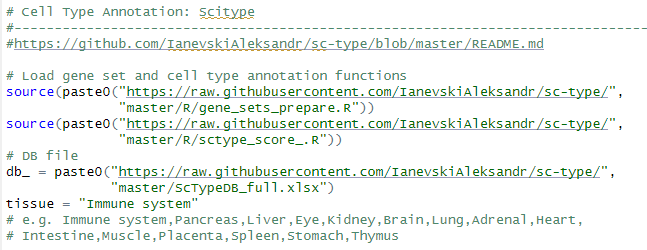 # Cell Type Annotation: Scitype
#-------------------------------------------------------------------------------
#https://github.com/IanevskiAleksandr/sc-type/blob/master/README.md
# Load gene set and cell type annotation functions
source(paste0("https://raw.githubusercontent.com/IanevskiAleksandr/sc-type/",
"master/R/gene_sets_prepare.R"))
source(paste0("https://raw.githubusercontent.com/IanevskiAleksandr/sc-type/",
"master/R/sctype_score_.R"))
# DB file
db_ = paste0("https://raw.githubusercontent.com/IanevskiAleksandr/sc-type/",
"master/ScTypeDB_full.xlsx")
tissue = "Immune system"
# e.g. Immune system,Pancreas,Liver,Eye,Kidney,Brain,Lung,Adrenal,Heart,
# Intestine,Muscle,Placenta,Spleen,Stomach,Thymus